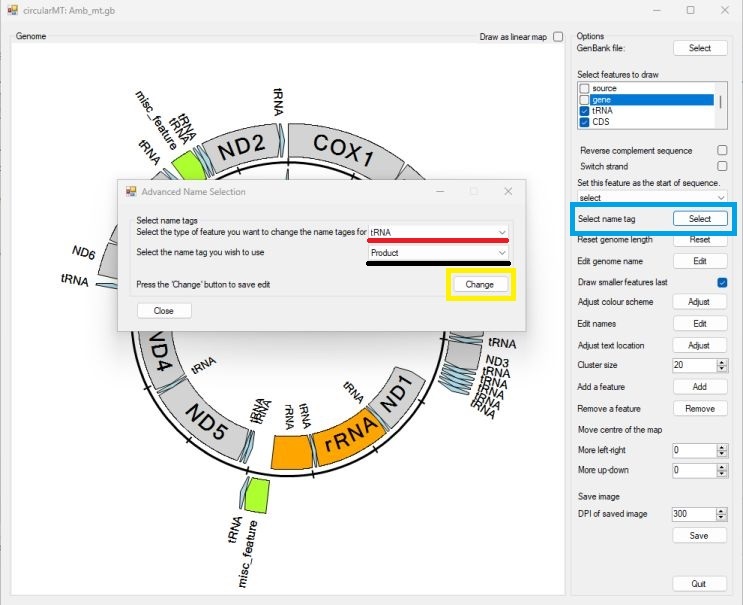 circularMT: Amb_mt.gb
Genome
Draw as linear map
tRNA
misc_feature
tRNA
tRNA
tRNA
ND2
COX1
tRNA
ND6
tRNA
ND4
tRNA
ND5
tRNA
tRNA
tRNA
misc_feature
rRNA
tRNA
rRNA
tRNA
ND1
tRNA
ND3
tRNA
tRNA
tRNA
tRNA
tRNA
Advanced Name Selection
Select name tags
Select the type of feature you want to change the name tages for
tRNA
Select the name tag you wish to use
Product
Press the 'Change' button to save edit
Change
Close
Options
GenBank file:
Select
Select features to draw
source
gene
tRNA
CDS
Reverse complement sequence
Switch strand
Set this feature as the start of sequence.
select
Select name tag
Select
Reset genome length
Reset
Edit genome name
Edit
Draw smaller features last
Adjust colour scheme
Adjust
Edit names
Edit
Adjust text location
Adjust
Cluster size
20
Add a feature
Add
Remove a feature
Remove
Move centre of the map
More left-right
0
More up-down
0
Save image
DPI of saved image
300
Save
Quit